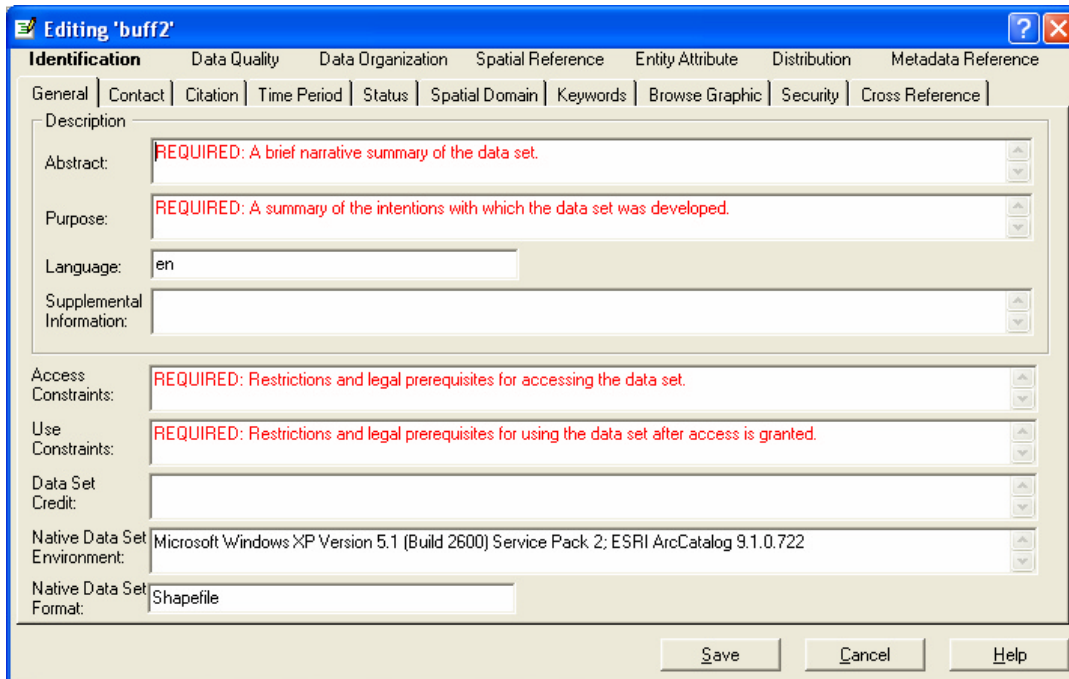 Editing 'buff2'
Identification Data Quality Data Organization Spatial Reference Entity Attribute Distribution Metadata Reference
General Contact Citation Time Period Status Spatial Domain Keywords Browse Graphic Security Cross Reference
Description
Abstract: REQUIRED: A brief narrative summary of the data set.
Purpose: REQUIRED: A summary of the intentions with which the data set was developed.
Language: en
Supplemental
Information:
Access
Constraints: REQUIRED: Restrictions and legal prerequisites for accessing the data set.
Use
Constraints: REQUIRED: Restrictions and legal prerequisites for using the data set after access is granted.
Data Set
Credit:
Native Data Set
Environment: Microsoft Windows XP Version 5.1 (Build 2600) Service Pack 2; ESRI ArcCatalog 9.1.0.722
Native Data Set
Format: Shapefile
Save Cancel Help